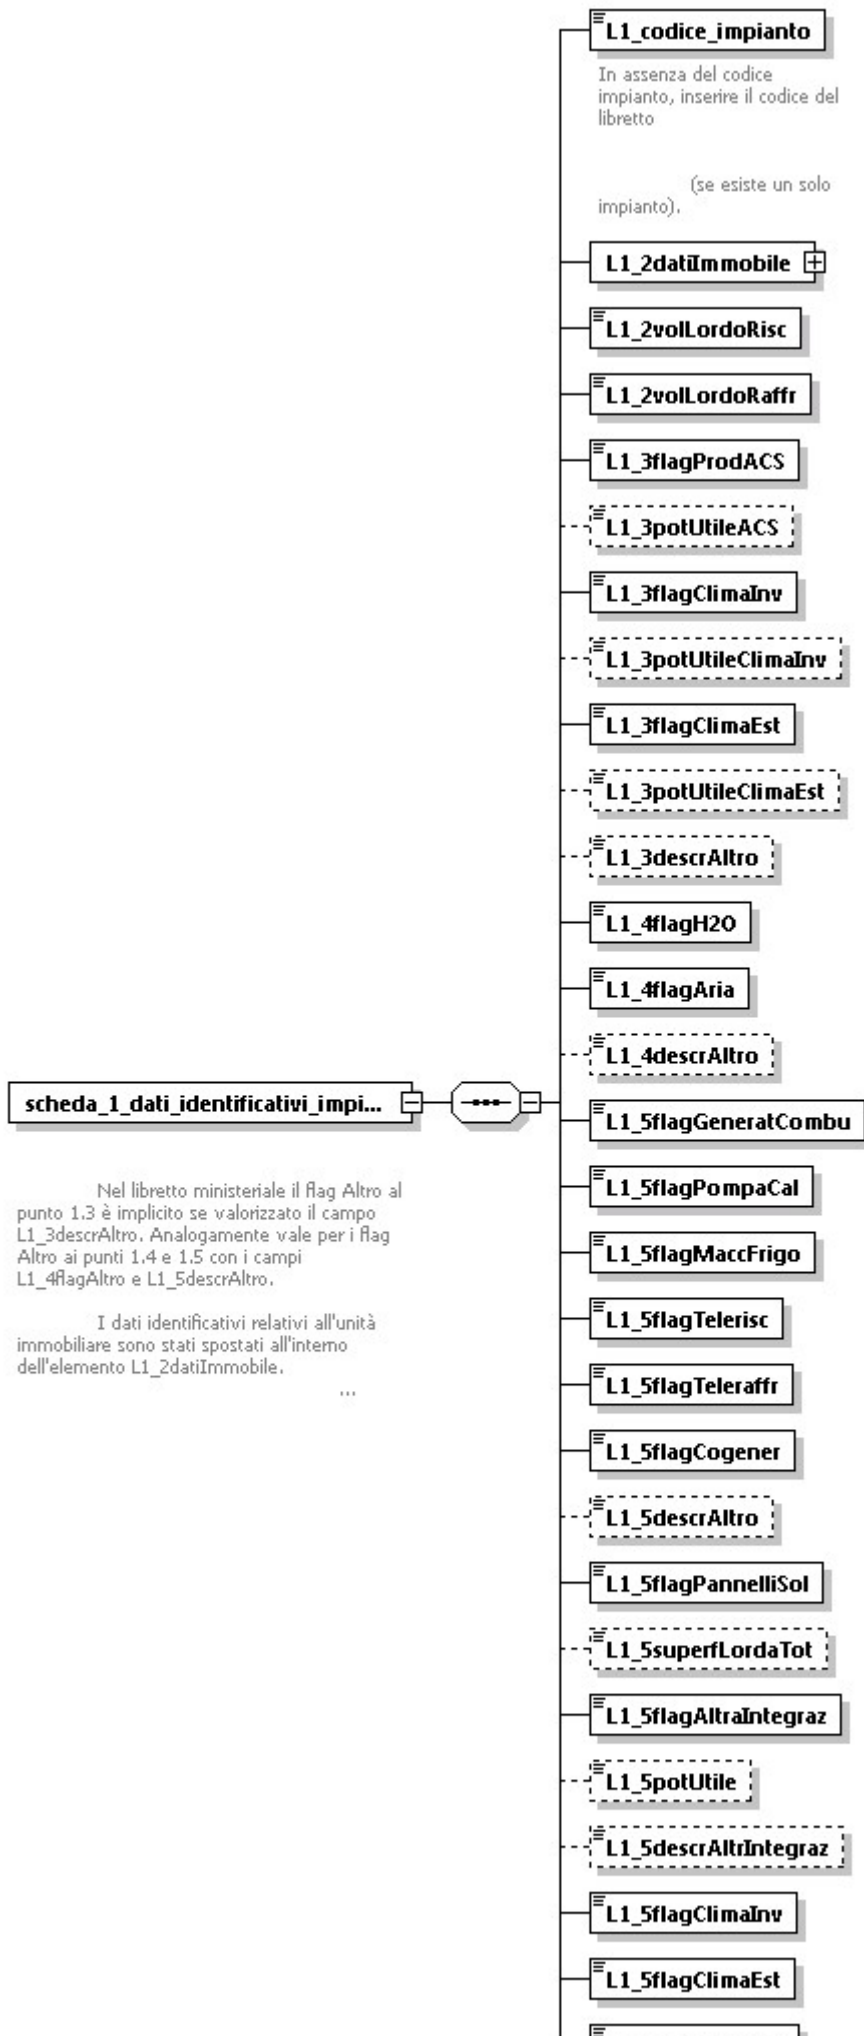 L1_codice_impianto
In assenza del codice
impianto, inserire il codice del
libretto
(se esiste un solo
impianto).
L1_2datiImmobile
L1_2volLordoRisc
L1_2volLordoRaffr
L1_3flagProdACS
L1_3potUtileACS
L1_3flagClimaInv
L1_3potUtileClimaInv
L1_3flagClimaEst
L1_3potUtileClimaEst
L1_3descrAltro
L1_4flagH2O
L1_4flagAria
L1_4descrAltro
scheda_1_dati_identificativi_impi...
Nel libretto ministeriale il flag Altro al
punto 1.3 è implicito se valorizzato il campo
L1_3descrAltro. Analogamente vale per i flag
Altro ai punti 1.4 e 1.5 con i campi
L1_4flagAltro e L1_5descrAltro.
I dati identificativi relativi all'unità
immobiliare sono stati spostati all'interno
dell'elemento L1_2datiImmobile.
...
L1_5flagGeneratCombu
L1_5flagPompaCal
L1_5flagMaccFrigo
L1_5flagTelerisc
L1_5flagTeleraffr
L1_5flagCogener
L1_5descrAltro
L1_5flagPannelliSol
L1_5superfLordaTot
L1_5flagAltraIntegraz
L1_5potUtile
L1_5descrAltrIntegraz
L1_5flagClimaInv
L1_5flagClimaEst